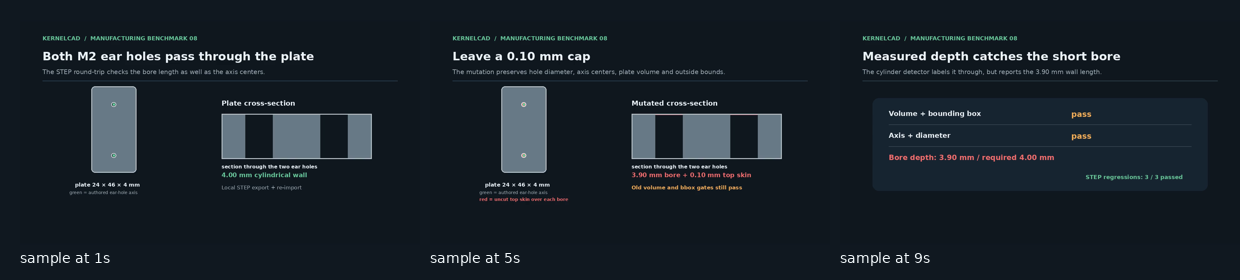 KERNELCAD / MANUFACTURING BENCHMARK 08
Both M2 ear holes pass through the plate
The STEP round-trip checks the bore length as well as the axis centers.
Plate cross-section
section through the two ear holes
4.00 mm cylindrical wall
Local STEP export + re-import
plate 24 × 46 × 4 mm
green = authored ear-hole axis
sample at 1s
KERNELCAD / MANUFACTURING BENCHMARK 08
Leave a 0.10 mm cap
The mutation preserves hole diameter, axis centers, plate volume and outside bounds.
Mutated cross-section
section through the two ear holes
3.90 mm bore + 0.10 mm top skin
Old volume and bbox gates still pass
plate 24 × 46 × 4 mm
green = authored ear-hole axis
red = uncut top skin over each bore
sample at 5s
KERNELCAD / MANUFACTURING BENCHMARK 08
Measured depth catches the short bore
The cylinder detector labels it through, but reports the 3.90 mm wall length.
Volume + bounding box pass
Axis + diameter pass
Bore depth: 3.90 mm / required 4.00 mm
STEP regressions: 3 / 3 passed
sample at 9s